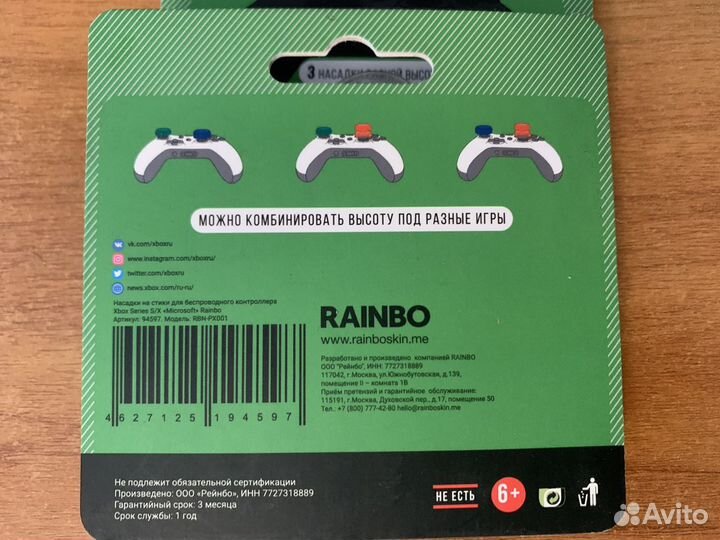 3 НАСАДКИ РАЗНОЙ ВЫСО
МОЖНО КОМБИНИРОВАТЬ ВЫСОТУ ПОД РАЗНЫЕ ИГРЫ
vk.com/xboxru
www.instagram.com/xboxru/
twitter.com/xboxru
news.xbox.com/ru-ru/
Насадки на стики для беспроводного контроллера
Xbox Series S/X «Microsoft» Rainbo
Артикул: 94597. Модель: RBN-PX001
4627125194597
RAINBO
www.rainboskin.me
Разработано и произведено компанией RAINBO
ООО "Рейнбо", ИНН: 7727318889
117042, г.Москва, ул.Южнобутовская, д.139,
помещение II – комната 1В
Приём претензий и гарантийное обслуживание:
115191, г.Москва, Духовской пер., д.17, помещение 50
Тел.: +7 (800) 777-42-80 hello@rainboskin.me
Не подлежит обязательной сертификации
Произведено: ООО «Рейнбо», ИНН 7727318889
Гарантийный срок: 3 месяца
Срок службы: 1 год
НЕ ЕСТЬ
6+
Avito